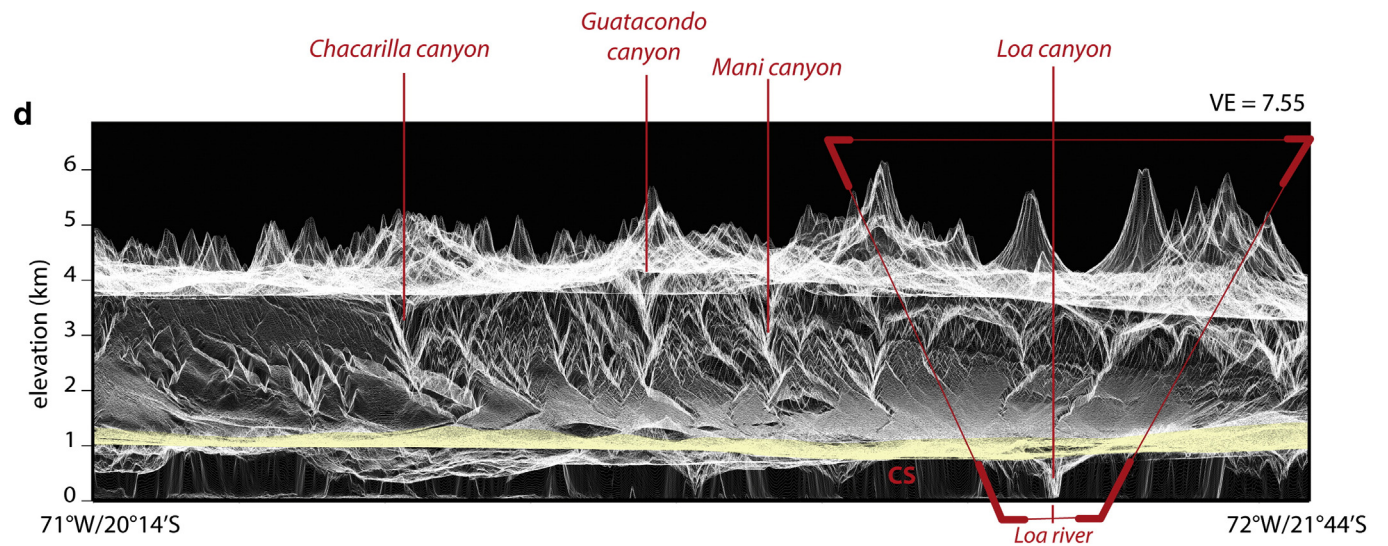 Guatacondo
canyon
Chacarilla canyon
Mani canyon
Loa canyon
d
VE = 7.55
elevation (km)
6
5
4
3
2
1
0
CS
71°W/20°14'S
72°W/21°44'S
Loa river